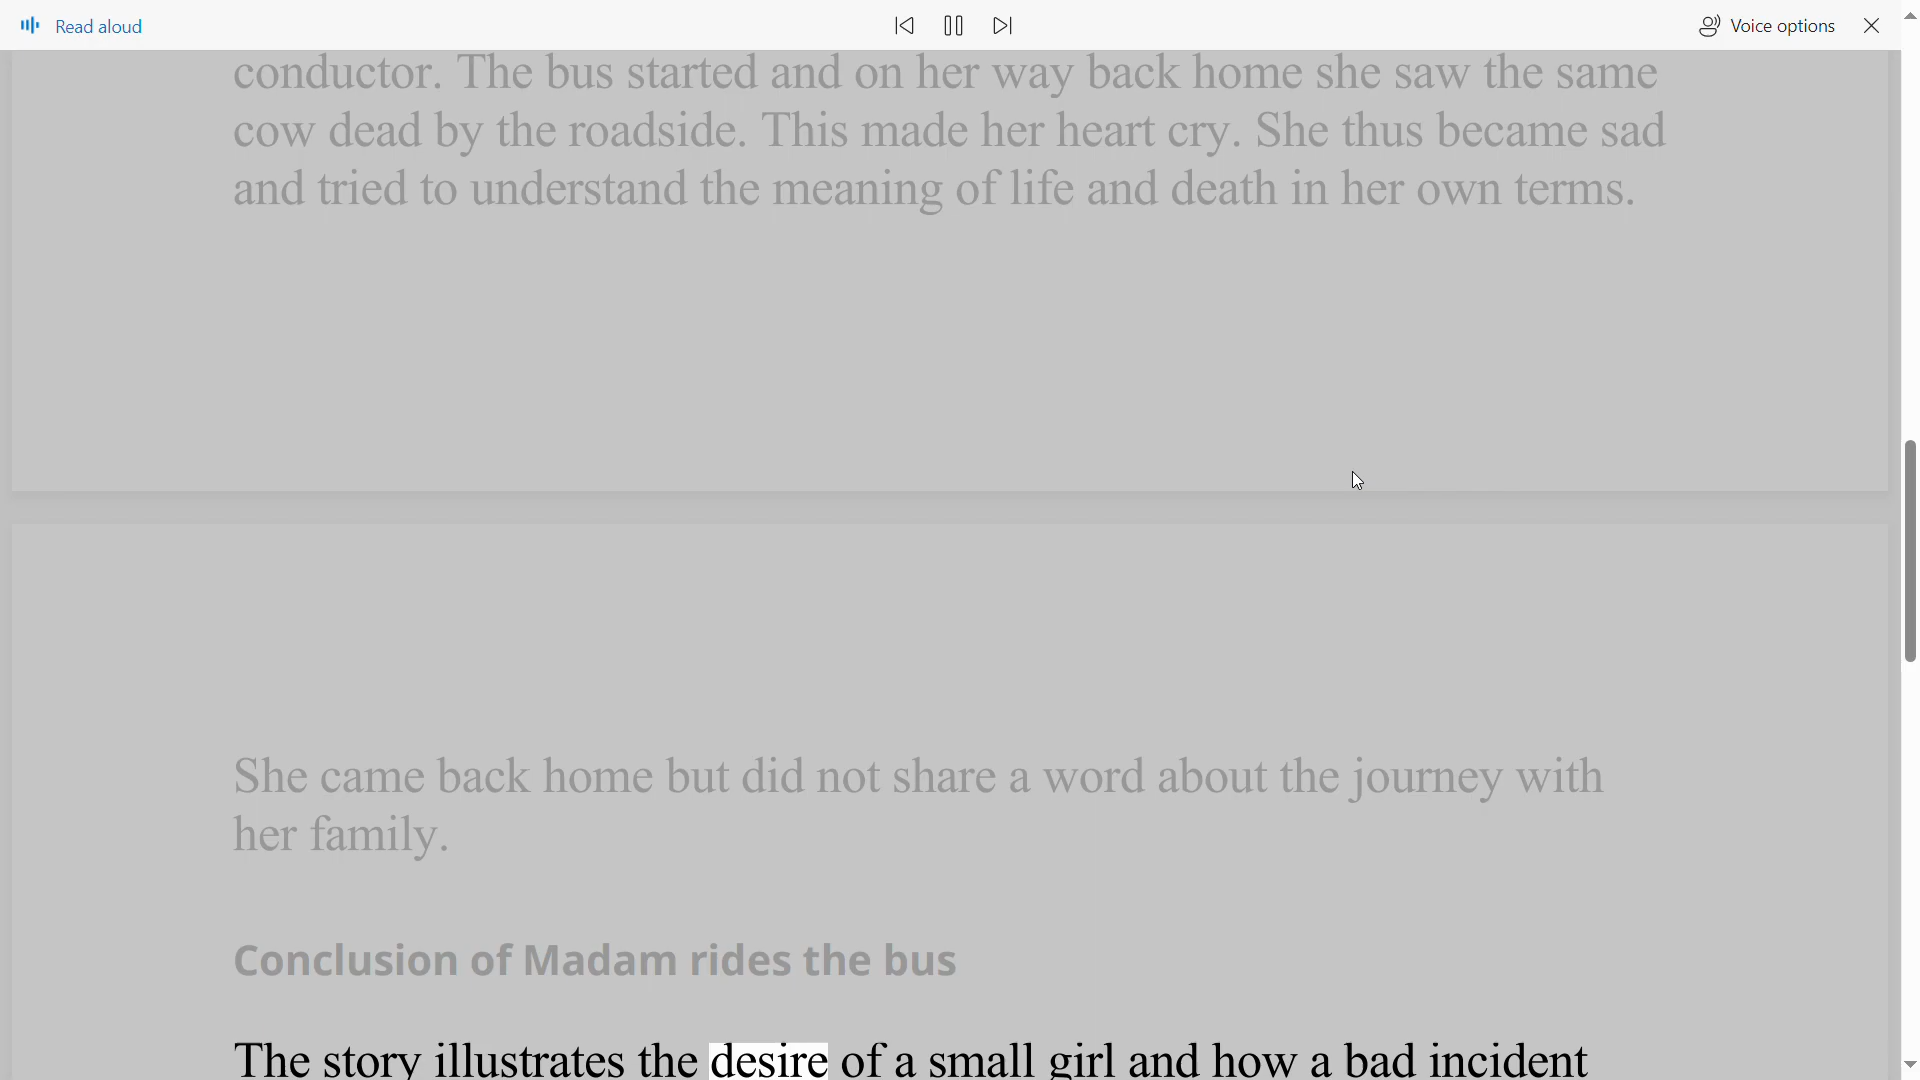 Read aloud
Voice options
conductor. The bus started and on her way back home she saw the same
cow dead by the roadside. This made her heart cry. She thus became sad
and tried to understand the meaning of life and death in her own terms.
She came back home but did not share a word about the journey with
her family.
Conclusion of Madam rides the bus
The story illustrates the desire of a small girl and how a bad incident